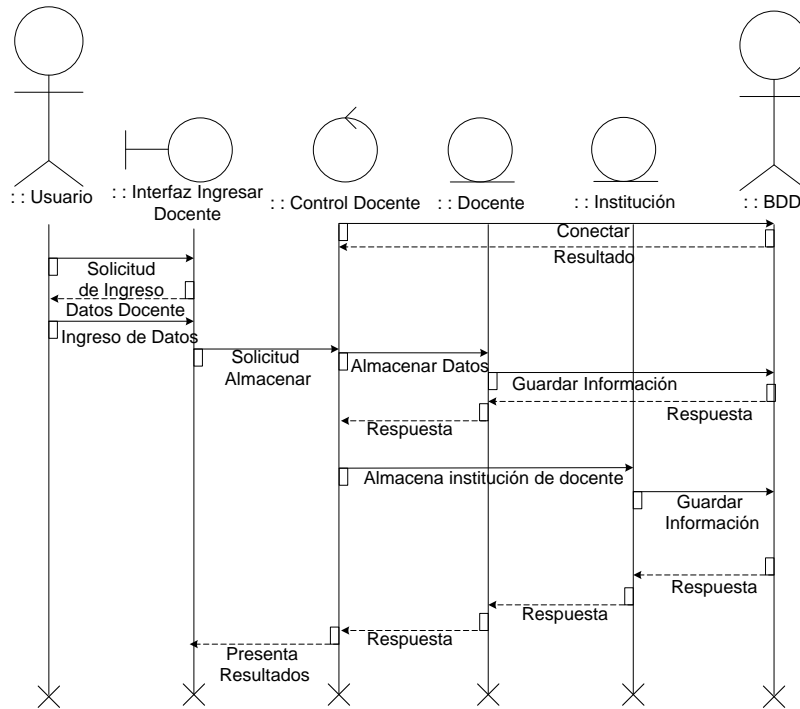 : : Usuario
: : Interfaz Ingresar
Docente
: : Control Docente
: : Docente
: : Institución
: : BDD
Conectar
Resultado
Solicitud
de Ingreso
Datos Docente
Ingreso de Datos
Solicitud
Almacenar
Almacenar Datos
Guardar Información
Respuesta
Respuesta
Almacena institución de docente
Guardar
Información
Respuesta
Respuesta
Respuesta
Presenta
Resultados